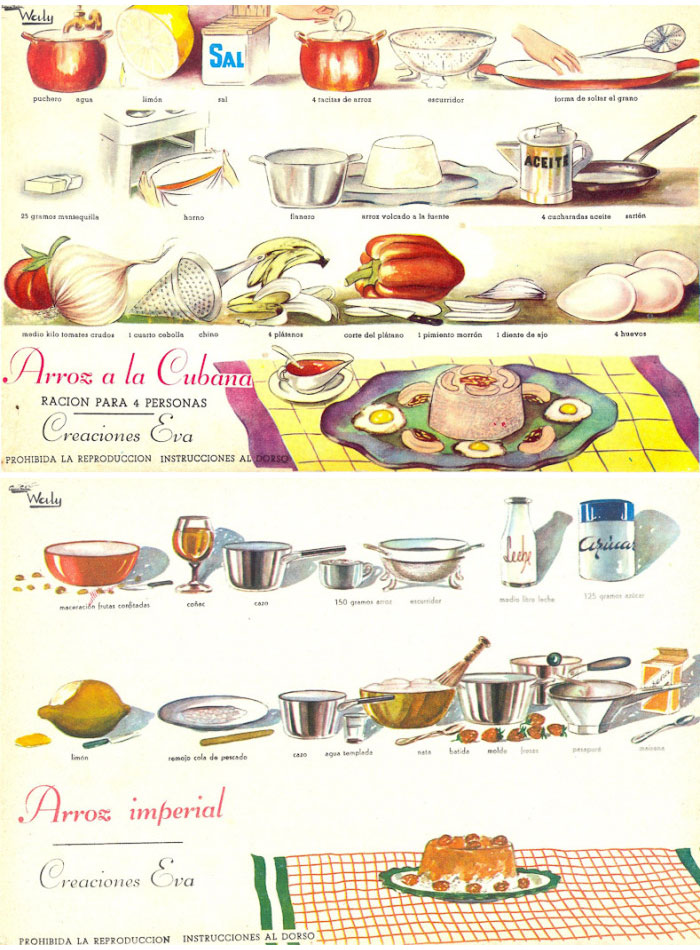 Waly
SAL
puchero agua limón sal 4 tacitas de arroz escurridor forma de soltar el grano
ACEITE
25 gramos mantequilla horno flanero arroz volcado a la fuente 4 cucharadas aceite sartén
medio kilo tomates crudos 1 cuarto cebolla chino 4 plátanos corte del plátano 1 pimiento morrón 1 diente de ajo 4 huevos
Arroz a la Cubana
RACION PARA 4 PERSONAS
Creaciones Eva
PROHIBIDA LA REPRODUCCION INSTRUCCIONES AL DORSO
Waly
Leche
Azúcar
maceración frutas confitadas coñac cazo 150 gramos arroz escurridor medio litro leche 125 gramos azúcar
limón remojo cola de pescado cazo agua templada nata batida molde fresas pasapuré maicena
Arroz imperial
Creaciones Eva
PROHIBIDA LA REPRODUCCION INSTRUCCIONES AL DORSO